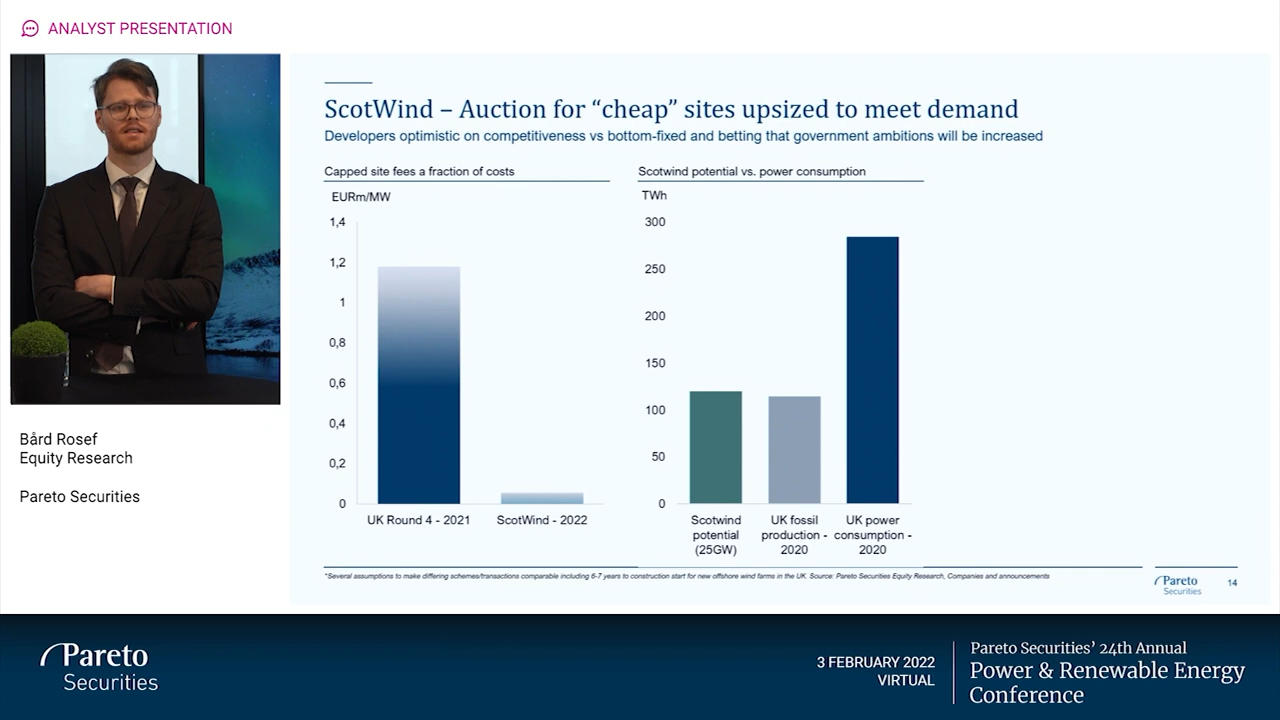 ANALYST PRESENTATION
Bård Rosef
Equity Research
Pareto Securities
ScotWind – Auction for “cheap” sites upsized to meet demand
Developers optimistic on competitiveness vs bottom-fixed and betting that government ambitions will be increased
Capped site fees a fraction of costs
EURm/MW
1,4
1,2
1
0,8
0,6
0,4
0,2
0
UK Round 4 - 2021
ScotWind - 2022
Scotwind potential vs. power consumption
TWh
300
250
200
150
100
50
0
Scotwind
potential
(25GW)
UK fossil
production -
2020
UK power
consumption -
2020
*Several assumptions to make differing schemes/transactions comparable including 6-7 years to construction start for new offshore wind farms in the UK. Source: Pareto Securities Equity Research, Companies and announcements
Pareto
Securities
14
Pareto
Securities
3 FEBRUARY 2022
VIRTUAL
Pareto Securities’ 24th Annual
Power & Renewable Energy
Conference